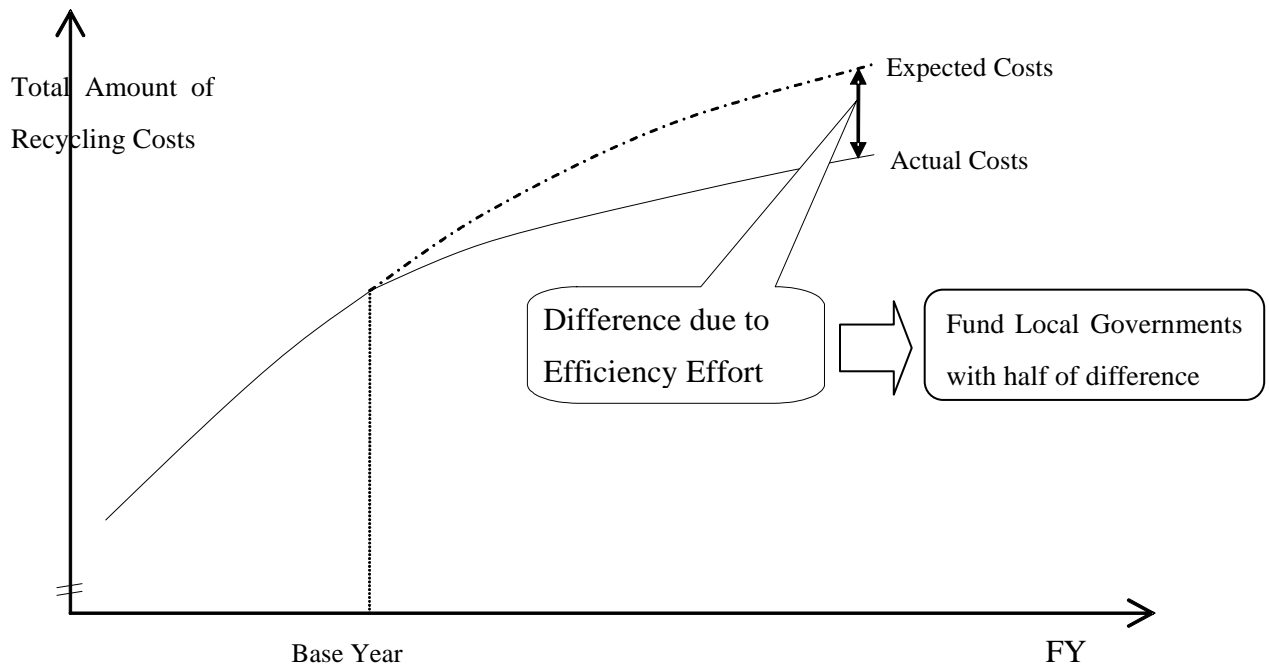 Total Amount of
Recycling Costs
Expected Costs
Actual Costs
Difference due to
Efficiency Effort
Fund Local Governments
with half of difference
Base Year
FY